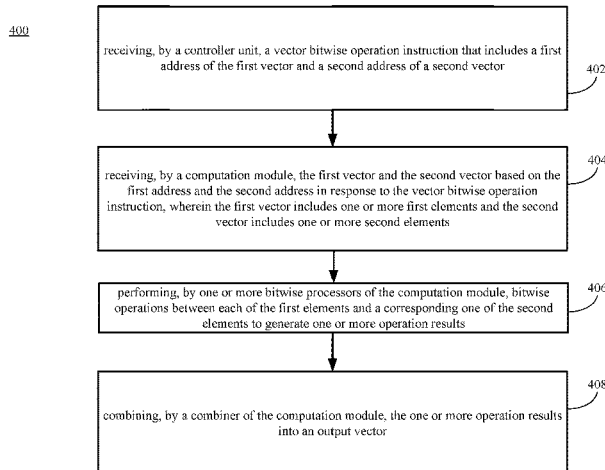 400
receiving, by a controller unit, a vector bitwise operation instruction that includes a first
address of the first vector and a second address of a second vector
402
receiving, by a computation module, the first vector and the second vector based on the
first address and the second address in response to the vector bitwise operation
instruction, wherein the first vector includes one or more first elements and the second
vector includes one or more second elements
404
performing, by one or more bitwise processors of the computation module, bitwise
operations between each of the first elements and a corresponding one of the second
elements to generate one or more operation results
406
combining, by a combiner of the computation module, the one or more operation results
into an output vector
408